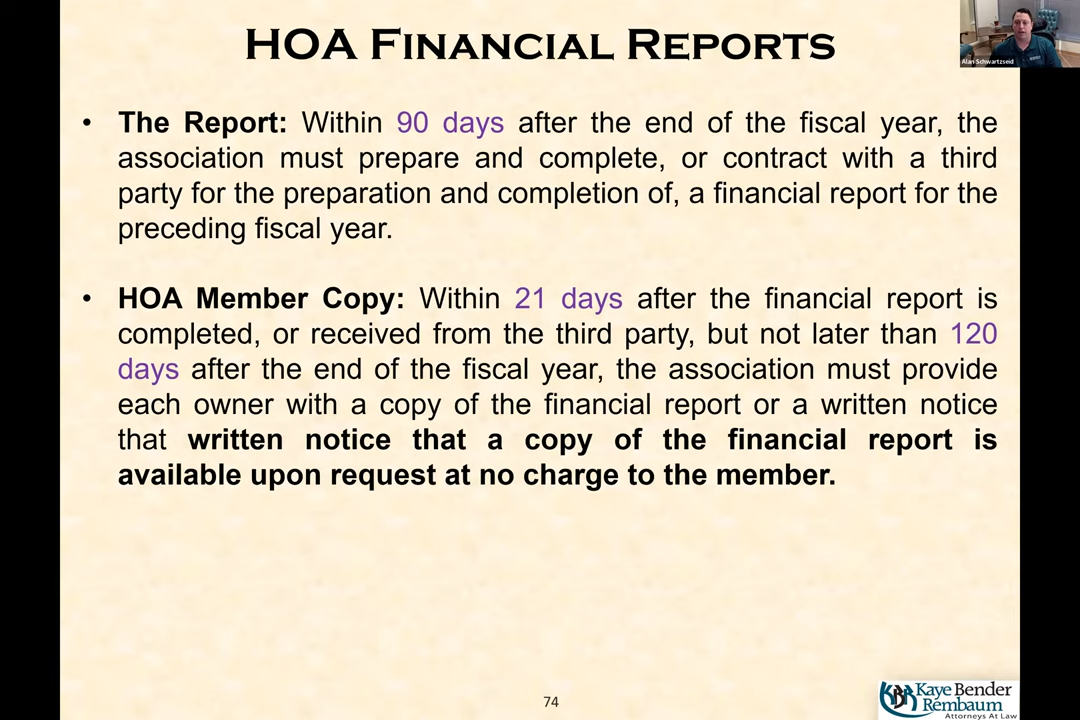 HOA Financial Reports
Alan Schwartzseid
• The Report: Within 90 days after the end of the fiscal year, the
association must prepare and complete, or contract with a third
party for the preparation and completion of, a financial report for the
preceding fiscal year.
• HOA Member Copy: Within 21 days after the financial report is
completed, or received from the third party, but not later than 120
days after the end of the fiscal year, the association must provide
each owner with a copy of the financial report or a written notice
that written notice that a copy of the financial report is
available upon request at no charge to the member.
74
KBR Kaye Bender
Rembaum
Attorneys At Law